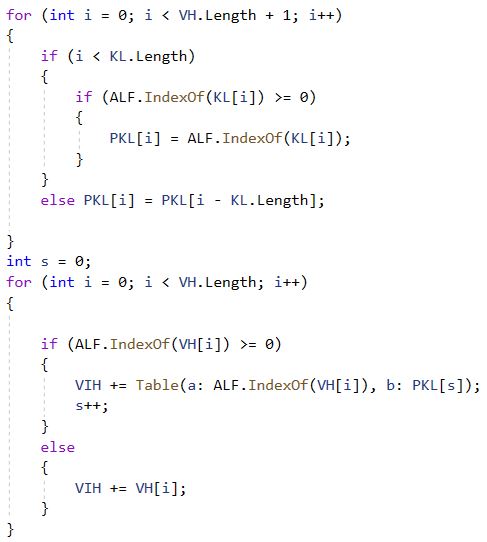 for (int i = 0; i < VH.Length + 1; i++)
{
    if (i < KL.Length)
    {
        if (ALF.IndexOf(KL[i]) >= 0)
        {
            PKL[i] = ALF.IndexOf(KL[i]);
        }
    }
    else PKL[i] = PKL[i - KL.Length];

}
int s = 0;
for (int i = 0; i < VH.Length; i++)
{

    if (ALF.IndexOf(VH[i]) >= 0)
    {
        VIH += Table(a: ALF.IndexOf(VH[i]), b: PKL[s]);
        s++;
    }
    else
    {
        VIH += VH[i];
    }
}